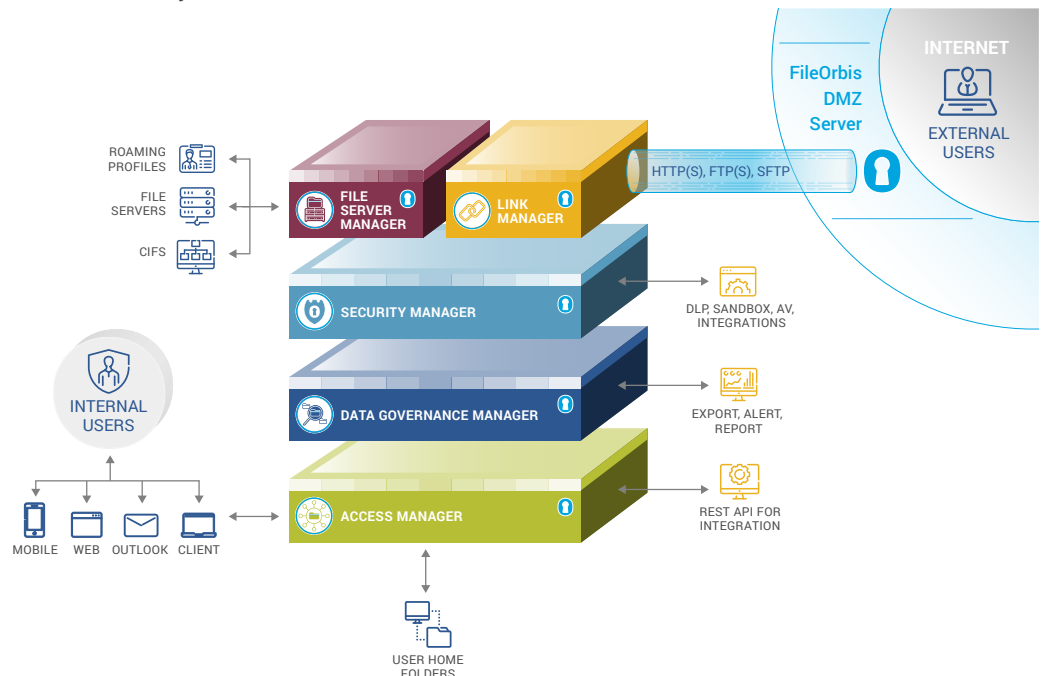 INTERNET
EXTERNAL
USERS
FileOrbis
DMZ
Server
HTTP(S), FTP(S), SFTP
ROAMING
PROFILES
FILE
SERVERS
CIFS
FILE
SERVER
MANAGER
LINK
MANAGER
SECURITY MANAGER
DLP, SANDBOX, AV,
INTEGRATIONS
INTERNAL
USERS
DATA GOVERNANCE MANAGER
EXPORT, ALERT,
REPORT
ACCESS MANAGER
REST API FOR
INTEGRATION
MOBILE WEB OUTLOOK CLIENT
USER HOME
FOLDERS